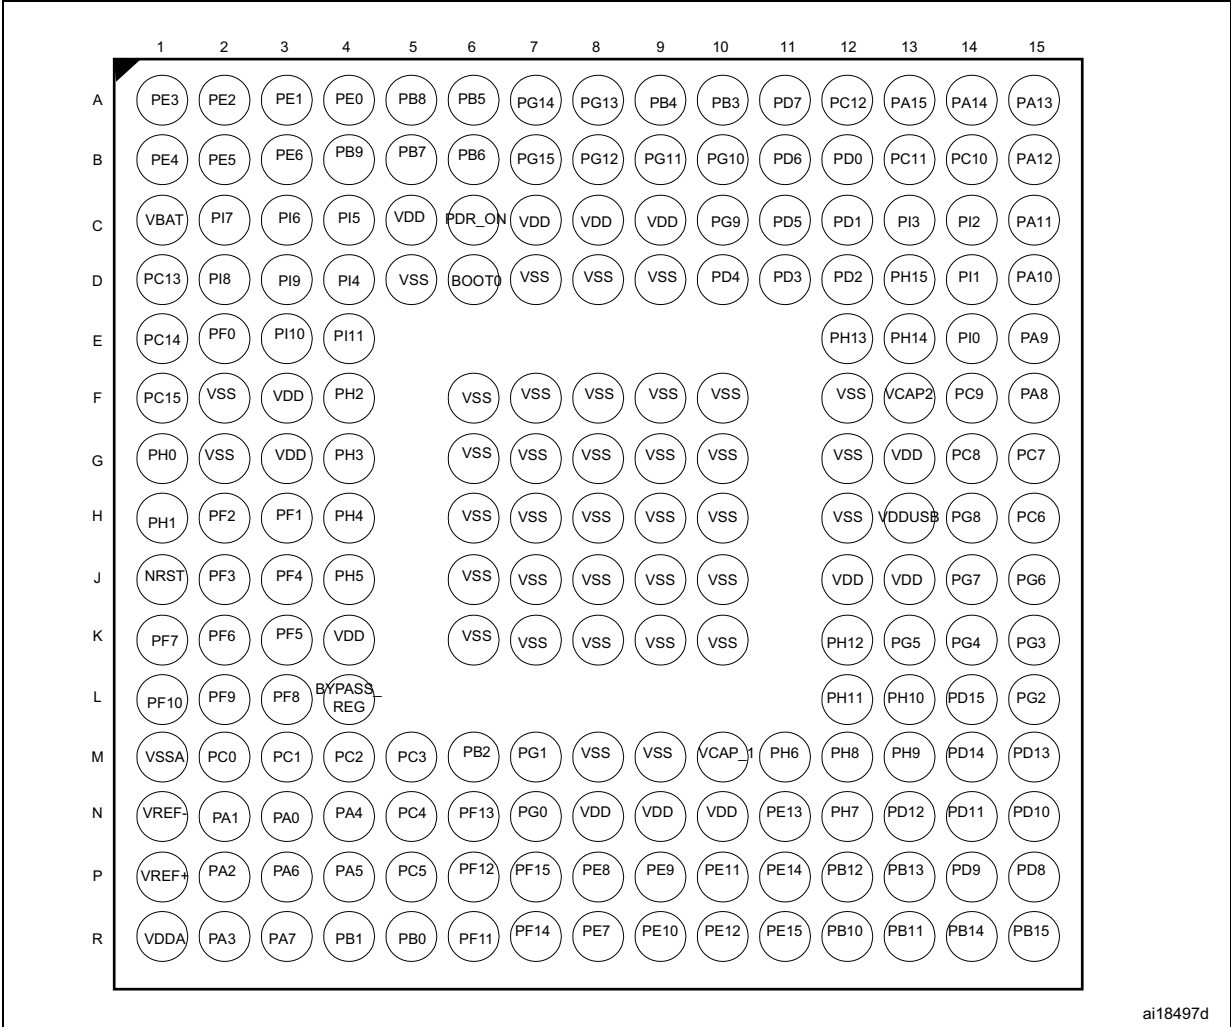 1 2 3 4 5 6 7 8 9 10 11 12 13 14 15
A PE3 PE2 PE1 PE0 PB8 PB5 PG14 PG13 PB4 PB3 PD7 PC12 PA15 PA14 PA13
B PE4 PE5 PE6 PB9 PB7 PB6 PG15 PG12 PG11 PG10 PD6 PD0 PC11 PC10 PA12
C VBAT PI7 PI6 PI5 VDD PDR_ON VDD VDD VDD PG9 PD5 PD1 PI3 PI2 PA11
D PC13 PI8 PI9 PI4 VSS BOOT0 VSS VSS VSS PD4 PD3 PD2 PH15 PI1 PA10
E PC14 PF0 PI10 PI11 PH13 PH14 PI0 PA9
F PC15 VSS VDD PH2 VSS VSS VSS VSS VSS VSS VCAP2 PC9 PA8
G PH0 VSS VDD PH3 VSS VSS VSS VSS VSS VSS VDD PC8 PC7
H PH1 PF2 PF1 PH4 VSS VSS VSS VSS VSS VSS VDDUSB PG8 PC6
J NRST PF3 PF4 PH5 VSS VSS VSS VSS VSS VDD VDD PG7 PG6
K PF7 PF6 PF5 VDD VSS VSS VSS VSS VSS PH12 PG5 PG4 PG3
L PF10 PF9 PF8 BYPASS_ REG PH11 PH10 PD15 PG2
M VSSA PC0 PC1 PC2 PC3 PB2 PG1 VSS VSS VCAP_1 PH6 PH8 PH9 PD14 PD13
N VREF- PA1 PA0 PA4 PC4 PF13 PG0 VDD VDD VDD PE13 PH7 PD12 PD11 PD10
P VREF+ PA2 PA6 PA5 PC5 PF12 PF15 PE8 PE9 PE11 PE14 PB12 PB13 PD9 PD8
R VDDA PA3 PA7 PB1 PB0 PF11 PF14 PE7 PE10 PE12 PE15 PB10 PB11 PB14 PB15
ai18497d